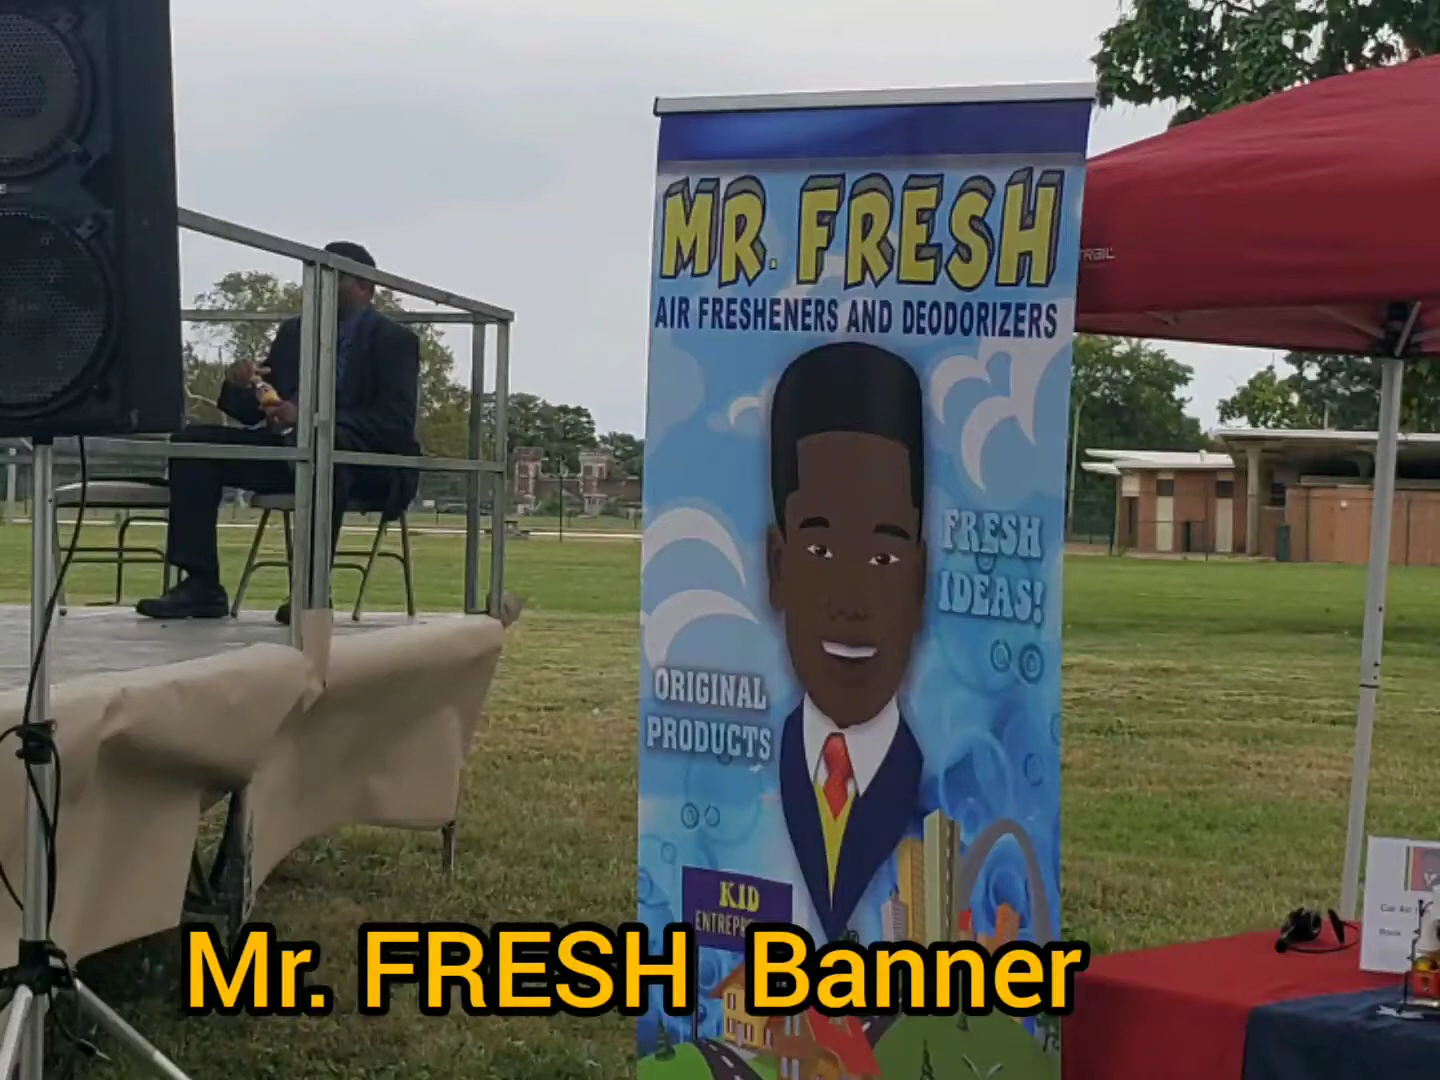 MR. FRESH
AIR FRESHENERS AND DEODORIZERS
FRESH
IDEAS!
ORIGINAL
PRODUCTS
KID
Mr. FRESH Banner